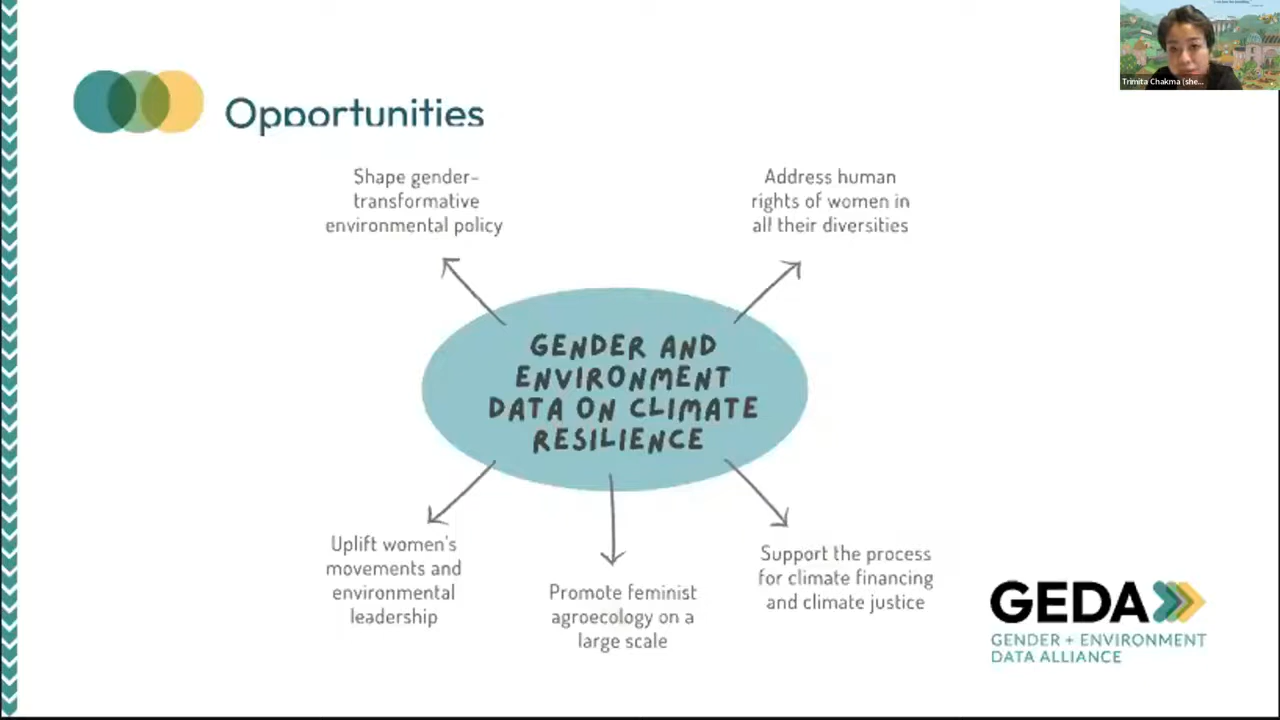 Opportunities
Shape gender-
transformative
environmental policy
Address human
rights of women in
all their diversities
GENDER AND
ENVIRONMENT
DATA ON CLIMATE
RESILIENCE
Uplift women's
movements and
environmental
leadership
Promote feminist
agroecology on a
large scale
Support the process
for climate financing
and climate justice
GEDA
GENDER + ENVIRONMENT
DATA ALLIANCE
Trimita Chakma (she...